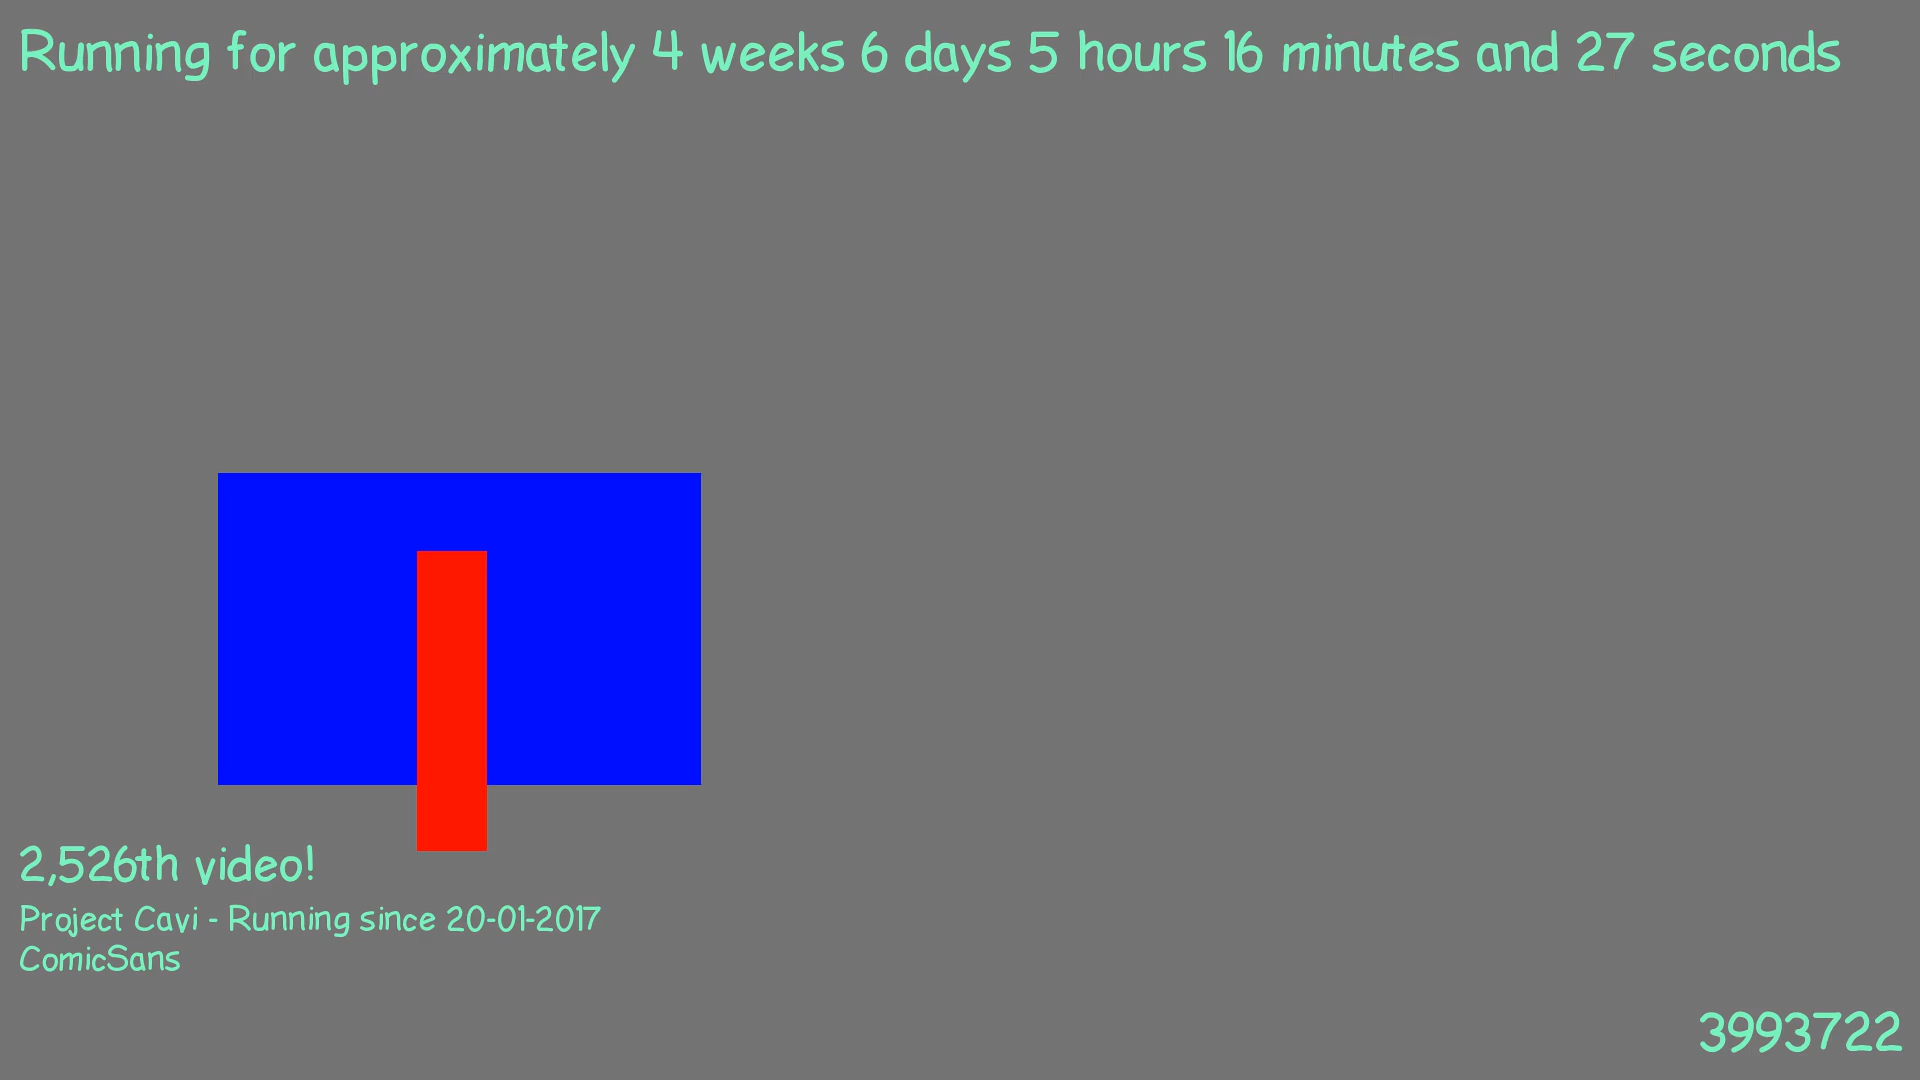 Running for approximately 4 weeks 6 days 5 hours 16 minutes and 27 seconds
2,526th video!
Project Cavi - Running since 20-01-2017
ComicSans
3993722